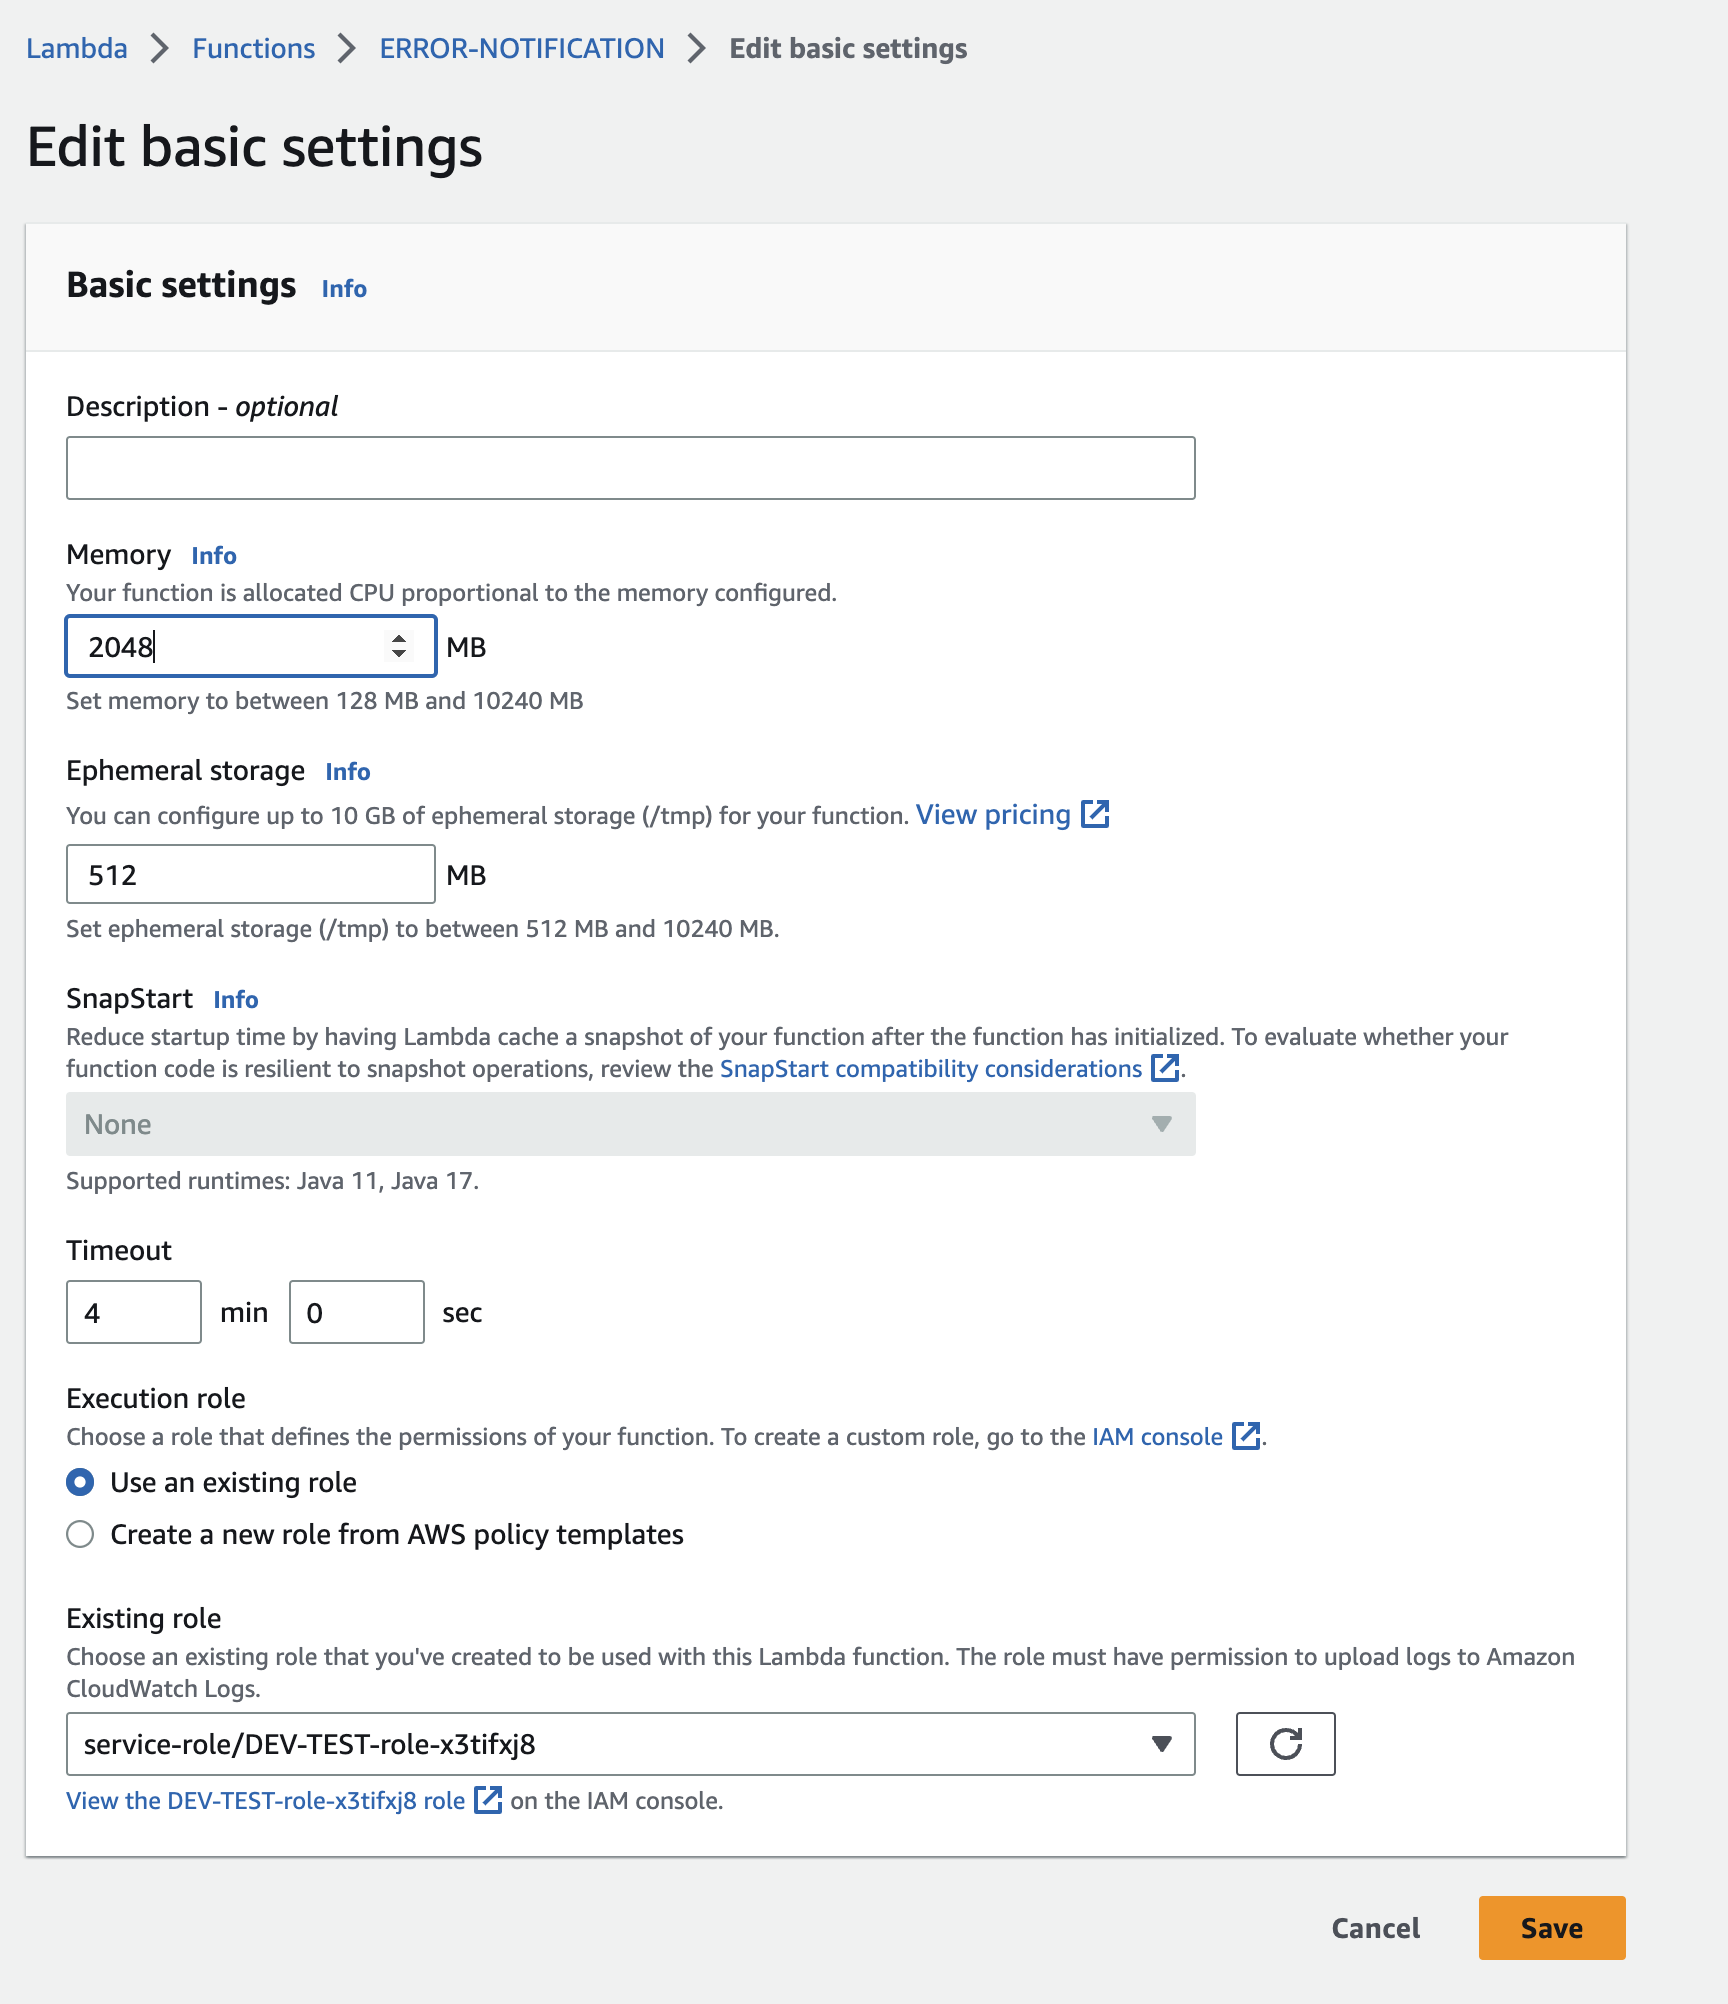 Lambda > Functions > ERROR-NOTIFICATION > Edit basic settings
Edit basic settings
Basic settings Info
Description - optional
Memory Info
Your function is allocated CPU proportional to the memory configured.
2048 MB
Set memory to between 128 MB and 10240 MB
Ephemeral storage Info
You can configure up to 10 GB of ephemeral storage (/tmp) for your function. View pricing
512 MB
Set ephemeral storage (/tmp) to between 512 MB and 10240 MB.
SnapStart Info
Reduce startup time by having Lambda cache a snapshot of your function after the function has initialized. To evaluate whether your
function code is resilient to snapshot operations, review the SnapStart compatibility considerations .
None
Supported runtimes: Java 11, Java 17.
Timeout
4 min 0 sec
Execution role
Choose a role that defines the permissions of your function. To create a custom role, go to the IAM console .
Use an existing role
Create a new role from AWS policy templates
Existing role
Choose an existing role that you've created to be used with this Lambda function. The role must have permission to upload logs to Amazon
CloudWatch Logs.
service-role/DEV-TEST-role-x3tifxj8
View the DEV-TEST-role-x3tifxj8 role on the IAM console.
Cancel Save